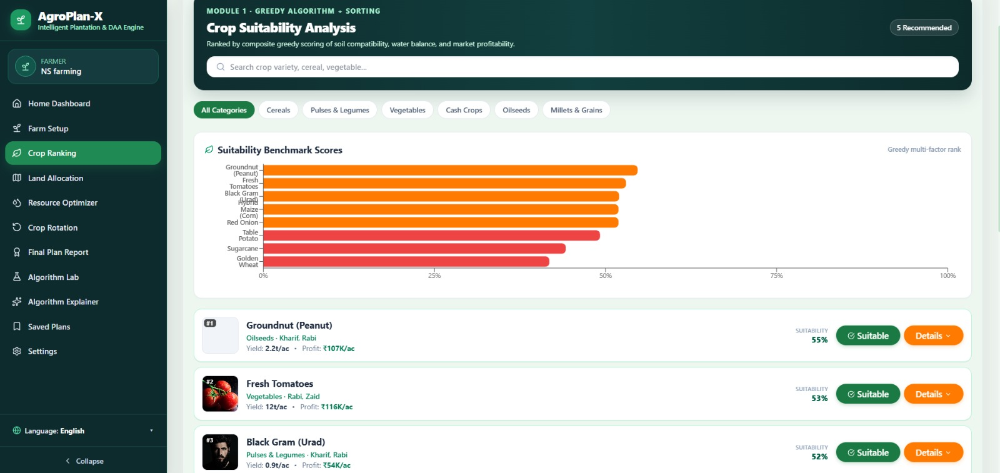 AgroPlan-X
Intelligent Plantation & DAA Engine
FARMER
NS farming
Home Dashboard
Farm Setup
Crop Ranking
Land Allocation
Resource Optimizer
Crop Rotation
Final Plan Report
Algorithm Lab
Algorithm Explainer
Saved Plans
Settings
Language: English
Collapse
MODULE 1 · GREEDY ALGORITHM + SORTING
Crop Suitability Analysis
5 Recommended
Ranked by composite greedy scoring of soil compatibility, water balance, and market profitability.
Search crop variety, cereal, vegetable...
All Categories
Cereals
Pulses & Legumes
Vegetables
Cash Crops
Oilseeds
Millets & Grains
Suitability Benchmark Scores
Greedy multi-factor rank
Groundnut
(Peanut)
Fresh
Tomatoes
Black Gram
(Urad)
Hybrid
Maize
(Corn)
Red Onion
Table
Potato
Sugarcane
Golden
Wheat
0%
25%
50%
75%
100%
#1
Groundnut (Peanut)
Oilseeds · Kharif, Rabi
Yield: 2.2t/ac • Profit: ₹107K/ac
SUITABILITY
55%
Suitable
Details
#2
Fresh Tomatoes
Vegetables · Rabi, Zaid
Yield: 12t/ac • Profit: ₹116K/ac
SUITABILITY
53%
Suitable
Details
#3
Black Gram (Urad)
Pulses & Legumes · Kharif, Rabi
Yield: 0.9t/ac • Profit: ₹54K/ac
SUITABILITY
52%
Suitable
Details